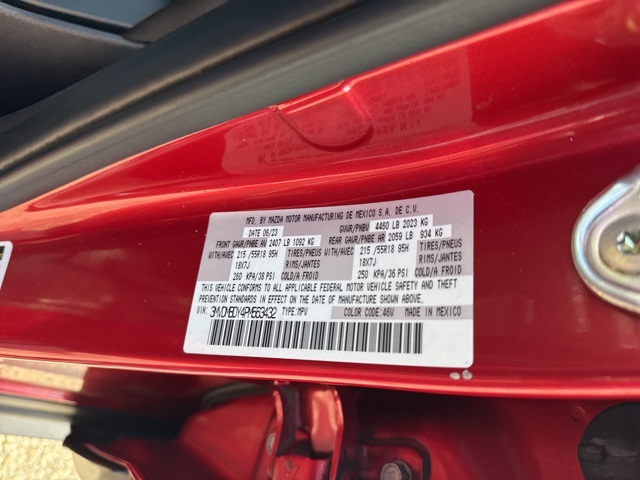 MFD. BY MAZDA MOTOR MANUFACTURING DE MEXICO S.A. DE C.V.
DATE 06/23 GVWR/PNBV 4460 LB 2023 KG
FRONT GAWR/PNBE AV 2407 LB 1092 KG REAR GAWR/PNBE AR 2059 LB 934 KG
WITH/AVEC 215 /55R18 95H TIRES/PNEUS WITH/AVEC 215 /55R18 95H TIRES/PNEUS
18X7J RIMS/JANTES 18X7J RIMS/JANTES
260 KPA/38 PSI COLD/A FROID 250 KPA/36 PSI COLD/A FROID
THIS VEHICLE CONFORMS TO ALL APPLICABLE FEDERAL MOTOR VEHICLE SAFETY AND THEFT
PREVENTION STANDARDS IN EFFECT ON THE DATE OF MANUFACTURE SHOWN ABOVE.
VIN: TYPE:MPV COLOR CODE:46V MADE IN MEXICO